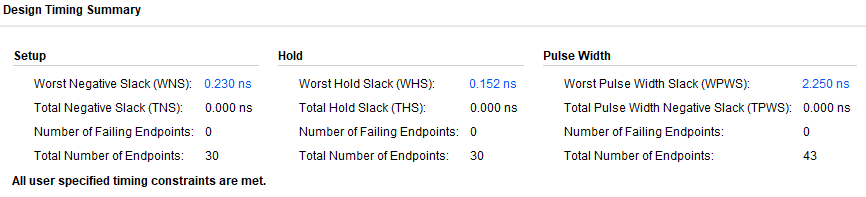 Design Timing Summary
Setup Hold Pulse Width
Worst Negative Slack (WNS): 0.230 ns Worst Hold Slack (WHS): 0.152 ns Worst Pulse Width Slack (WPWS): 2.250 ns
Total Negative Slack (TNS): 0.000 ns Total Hold Slack (THS): 0.000 ns Total Pulse Width Negative Slack (TPWS): 0.000 ns
Number of Failing Endpoints: 0 Number of Failing Endpoints: 0 Number of Failing Endpoints: 0
Total Number of Endpoints: 30 Total Number of Endpoints: 30 Total Number of Endpoints: 43
All user specified timing constraints are met.